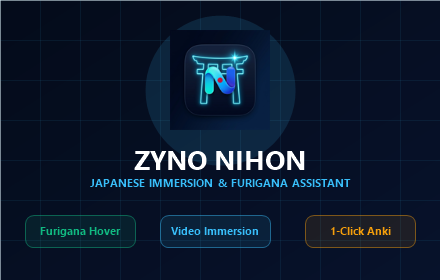 ZYNO NIHON
JAPANESE IMMERSION & FURIGANA ASSISTANT
Furigana Hover
Video Immersion
1-Click Anki